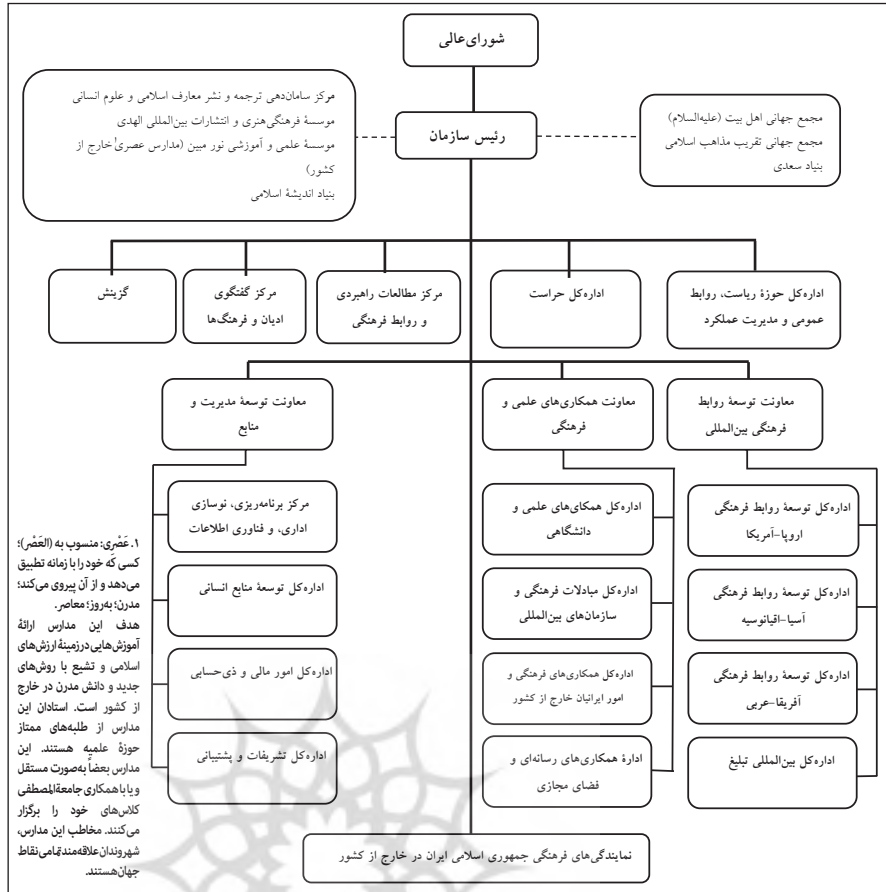 شورای‌عالی
مرکز سامان‌دهی ترجمه و نشر معارف اسلامی و علوم انسانی
موسسهٔ فرهنگی‌هنری و انتشارات بین‌المللی الهدی
موسسهٔ علمی و آموزشی نور مبین (مدارس عصری۱ خارج از
کشور)
بنیاد اندیشهٔ اسلامی
رئیس سازمان
مجمع جهانی اهل بیت (علیه‌السلام)
مجمع جهانی تقریب مذاهب اسلامی
بنیاد سعدی
اداره‌کل حوزهٔ ریاست، روابط
عمومی و مدیریت عملکرد
اداره‌کل حراست
مرکز مطالعات راهبردی
و روابط فرهنگی
مرکز گفتگوی
ادیان و فرهنگ‌ها
گزینش
معاونت توسعهٔ روابط
فرهنگی بین‌المللی
معاونت همکاری‌های علمی و
فرهنگی
معاونت توسعهٔ مدیریت و
منابع
اداره‌کل توسعهٔ روابط فرهنگی
اروپا-آمریکا
اداره‌کل توسعهٔ روابط فرهنگی
آسیا-اقیانوسیه
اداره‌کل توسعهٔ روابط فرهنگی
آفریقا-عربی
اداره‌کل بین‌المللی تبلیغ
اداره‌کل همکای‌های علمی و
دانشگاهی
اداره‌کل مبادلات فرهنگی و
سازمان‌های بین‌المللی
اداره‌کل همکاری‌های فرهنگی و
امور ایرانیان خارج از کشور
ادارهٔ همکاری‌های رسانه‌ای و
فضای مجازی
مرکز برنامه‌ریزی، نوسازی
اداری، و فناوری اطلاعات
اداره‌کل توسعهٔ منابع انسانی
اداره‌کل امور مالی و ذی‌حسابی
اداره‌کل تشریفات و پشتیبانی
نمایندگی‌های فرهنگی جمهوری اسلامی ایران در خارج از کشور
۱. عَصْری: منسوب به (العَصْر)؛
کسی که خود را با زمانه تطبیق
می‌دهد و از آن پیروی می‌کند؛
مدرن؛ به‌روز؛ معاصر.
هدف این مدارس ارائهٔ
آموزش‌هایی درزمینهٔ ارزش‌های
اسلامی و تشیع با روش‌های
جدید و دانش مدرن در خارج
از کشور است. استادان این
مدارس از طلبه‌های ممتاز
حوزهٔ علمیه هستند. این
مدارس بعضاً به‌صورت مستقل
و یا با همکاری جامعةالمصطفی
کلاس‌های خود را برگزار
می‌کنند. مخاطب این مدارس،
شهروندان علاقه‌مند تمامی نقاط
جهان هستند.